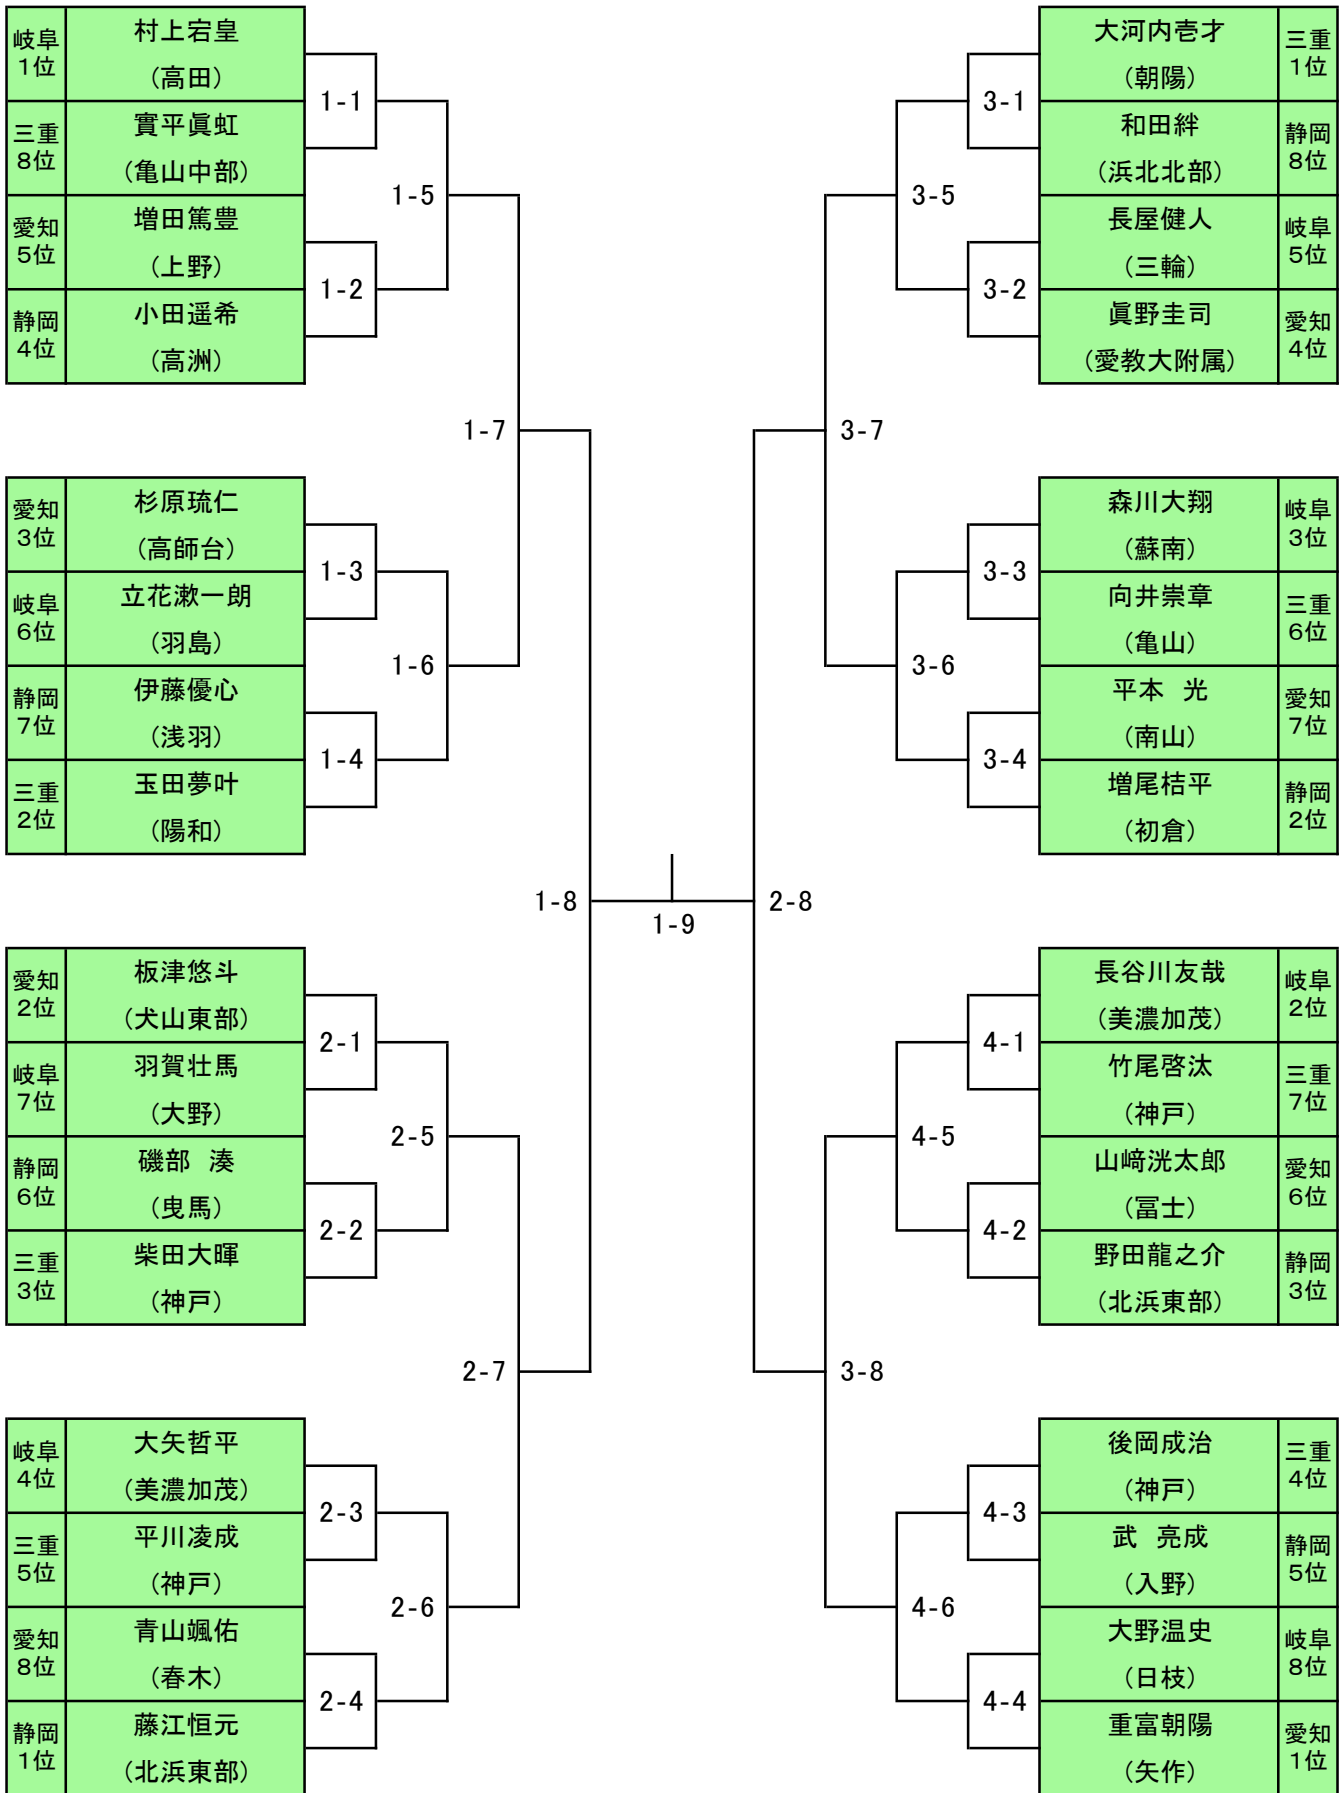 岐阜
1位
村上宕皇
（高田）
三重
8位
實平眞虹
（亀山中部）
愛知
5位
増田篤豊
（上野）
静岡
4位
小田遥希
（高洲）
1-1
1-2
1-5
愛知
3位
杉原琉仁
（高師台）
岐阜
6位
立花漱一朗
（羽島）
静岡
7位
伊藤優心
（浅羽）
三重
2位
玉田夢叶
（陽和）
1-3
1-4
1-6
1-7
愛知
2位
板津悠斗
（犬山東部）
岐阜
7位
羽賀壮馬
（大野）
静岡
6位
磯部 湊
（曳馬）
三重
3位
柴田大暉
（神戸）
2-1
2-2
2-5
岐阜
4位
大矢哲平
（美濃加茂）
三重
5位
平川凌成
（神戸）
愛知
8位
青山颯佑
（春木）
静岡
1位
藤江恒元
（北浜東部）
2-3
2-4
2-6
2-7
1-8
1-9
2-8
大河内壱才
（朝陽）
三重
1位
和田絆
（浜北北部）
静岡
8位
長屋健人
（三輪）
岐阜
5位
眞野圭司
（愛教大附属）
愛知
4位
3-1
3-2
3-5
森川大翔
（蘇南）
岐阜
3位
向井崇章
（亀山）
三重
6位
平本 光
（南山）
愛知
7位
増尾桔平
（初倉）
静岡
2位
3-3
3-4
3-6
3-7
長谷川友哉
（美濃加茂）
岐阜
2位
竹尾啓汰
（神戸）
三重
7位
山﨑洸太郎
（冨士）
愛知
6位
野田龍之介
（北浜東部）
静岡
3位
4-1
4-2
4-5
後岡成治
（神戸）
三重
4位
武 亮成
（入野）
静岡
5位
大野温史
（日枝）
岐阜
8位
重富朝陽
（矢作）
愛知
1位
4-3
4-4
4-6
3-8